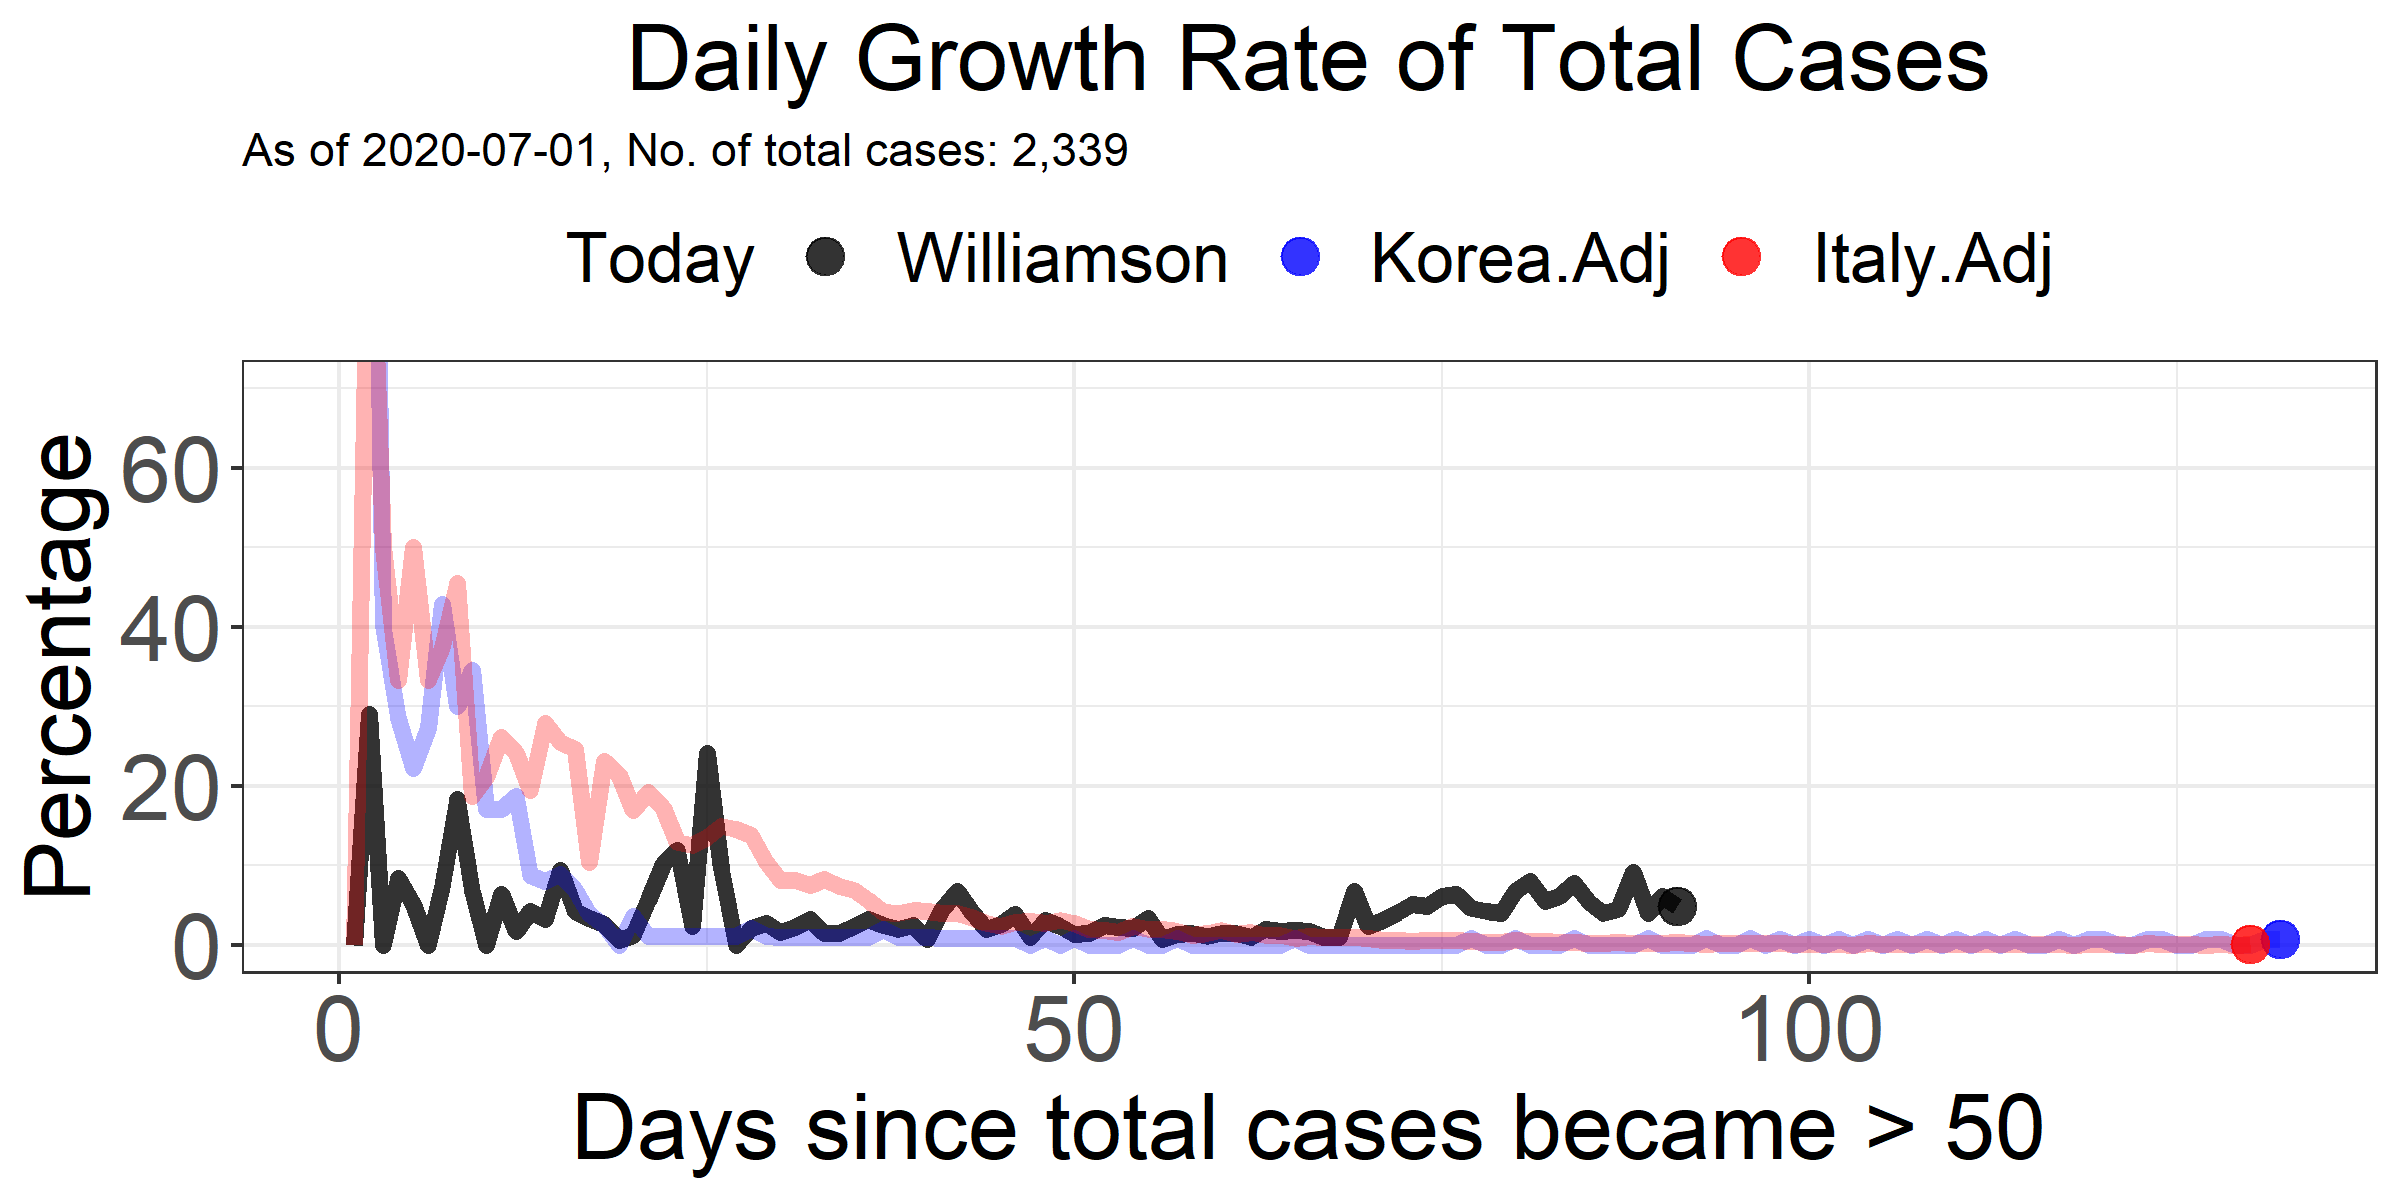 Daily Growth Rate of Total Cases
As of 2020-07-01, No. of total cases: 2,339
Today Williamson Korea.Adj Italy.Adj
Percentage
60
40
20
0
0 50 100
Days since total cases became > 50